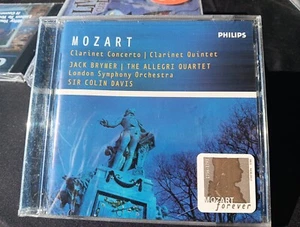 MOZART
PHILIPS
Clarinet Concerto | Clarinet Quintet
JACK BRYMER | THE ALLEGRI QUARTET
London Symphony Orchestra
SIR COLIN DAVIS
MOZART
forever